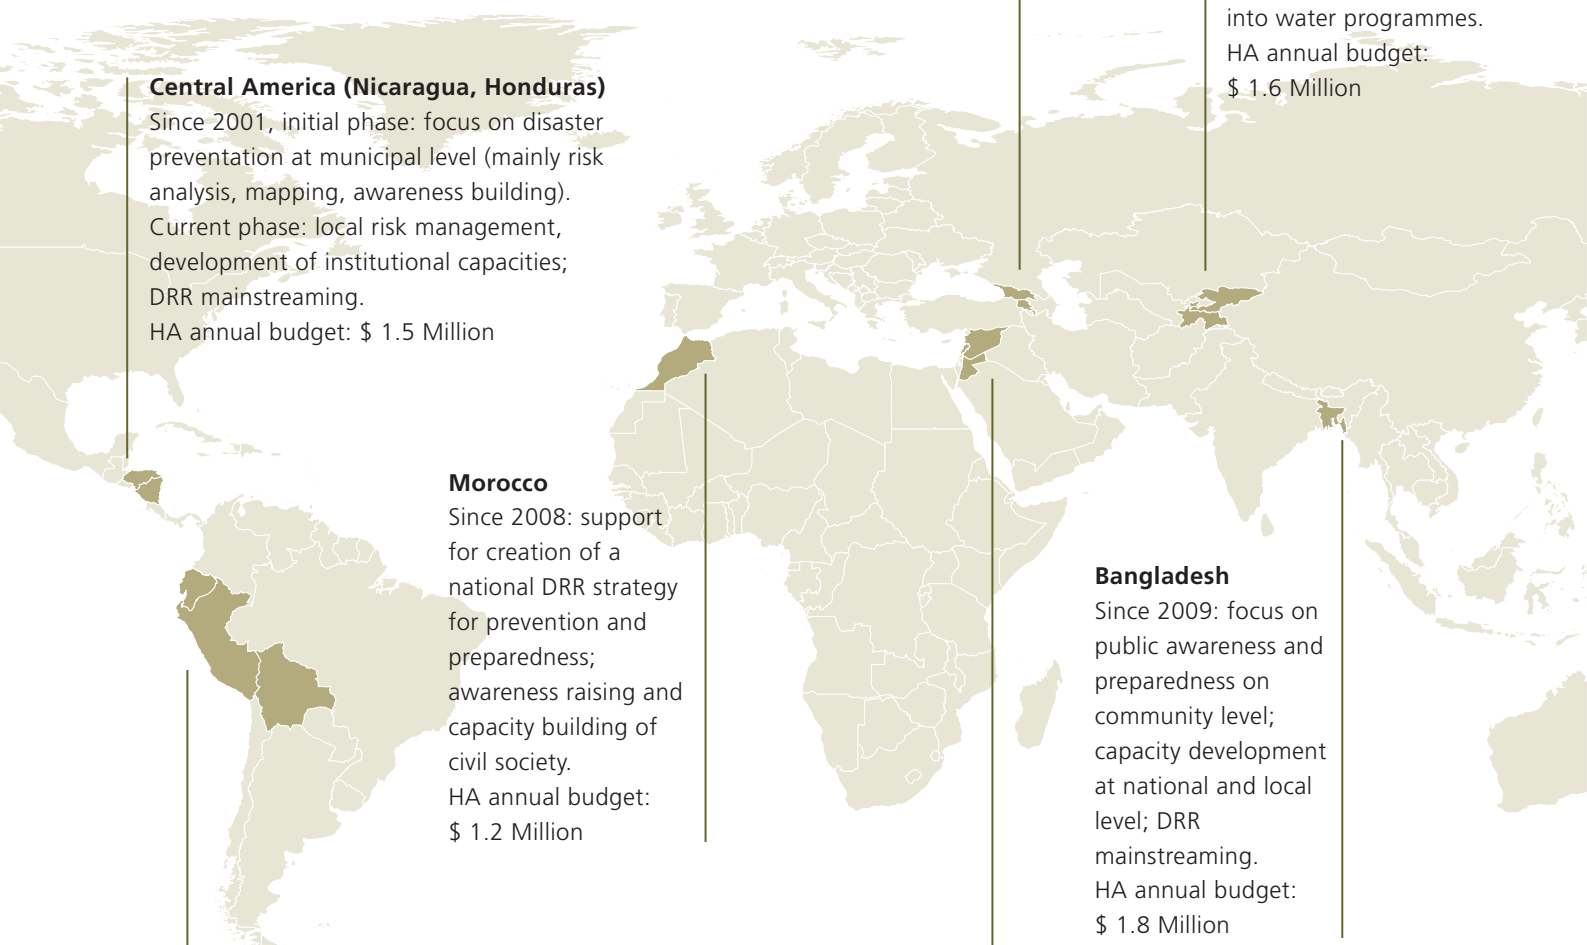 into water programmes.
HA annual budget:
$ 1.6 Million
Central America (Nicaragua, Honduras)
Since 2001, initial phase: focus on disaster
preventation at municipal level (mainly risk
analysis, mapping, awareness building).
Current phase: local risk management,
development of institutional capacities;
DRR mainstreaming.
HA annual budget: $ 1.5 Million
Morocco
Since 2008: support
for creation of a
national DRR strategy
for prevention and
preparedness;
awareness raising and
capacity building of
civil society.
HA annual budget:
$ 1.2 Million
Bangladesh
Since 2009: focus on
public awareness and
preparedness on
community level;
capacity development
at national and local
level; DRR
mainstreaming.
HA annual budget:
$ 1.8 Million